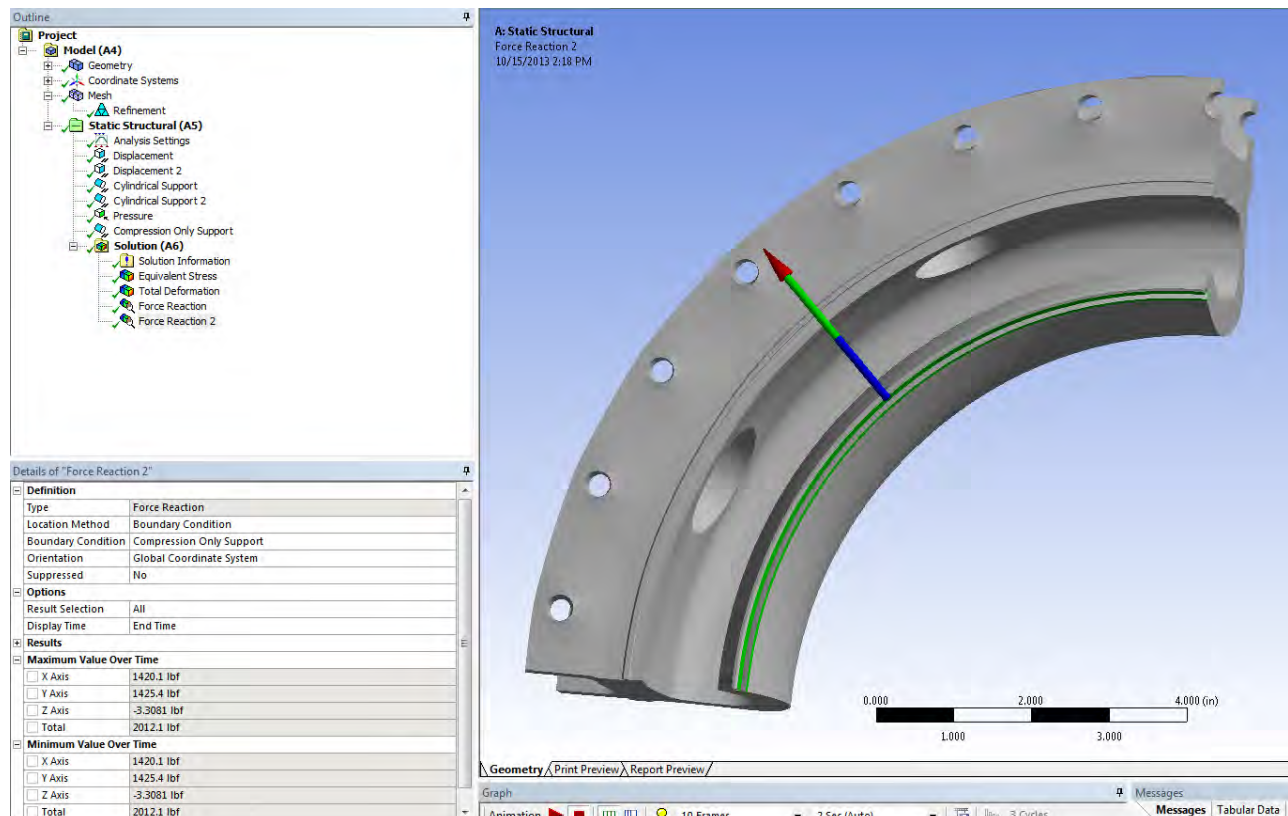 Outline
Project
Model (A4)
Geometry
Coordinate Systems
Mesh
Refinement
Static Structural (A5)
Analysis Settings
Displacement
Displacement 2
Cylindrical Support
Cylindrical Support 2
Pressure
Compression Only Support
Solution (A6)
Solution Information
Equivalent Stress
Total Deformation
Force Reaction
Force Reaction 2
Details of "Force Reaction 2"
Definition
Type Force Reaction
Location Method Boundary Condition
Boundary Condition Compression Only Support
Orientation Global Coordinate System
Suppressed No
Options
Result Selection All
Display Time End Time
Results
Maximum Value Over Time
X Axis 1420.1 lbf
Y Axis 1425.4 lbf
Z Axis -3.3081 lbf
Total 2012.1 lbf
Minimum Value Over Time
X Axis 1420.1 lbf
Y Axis 1425.4 lbf
Z Axis -3.3081 lbf
Total 2012.1 lbf
A: Static Structural
Force Reaction 2
10/15/2013 2:18 PM
0.000 2.000 4.000 (in)
1.000 3.000
Geometry Print Preview Report Preview
Graph
Messages
Animation 10 Frames 2 Sec (Auto) 3 Cycles
Messages Tabular Data